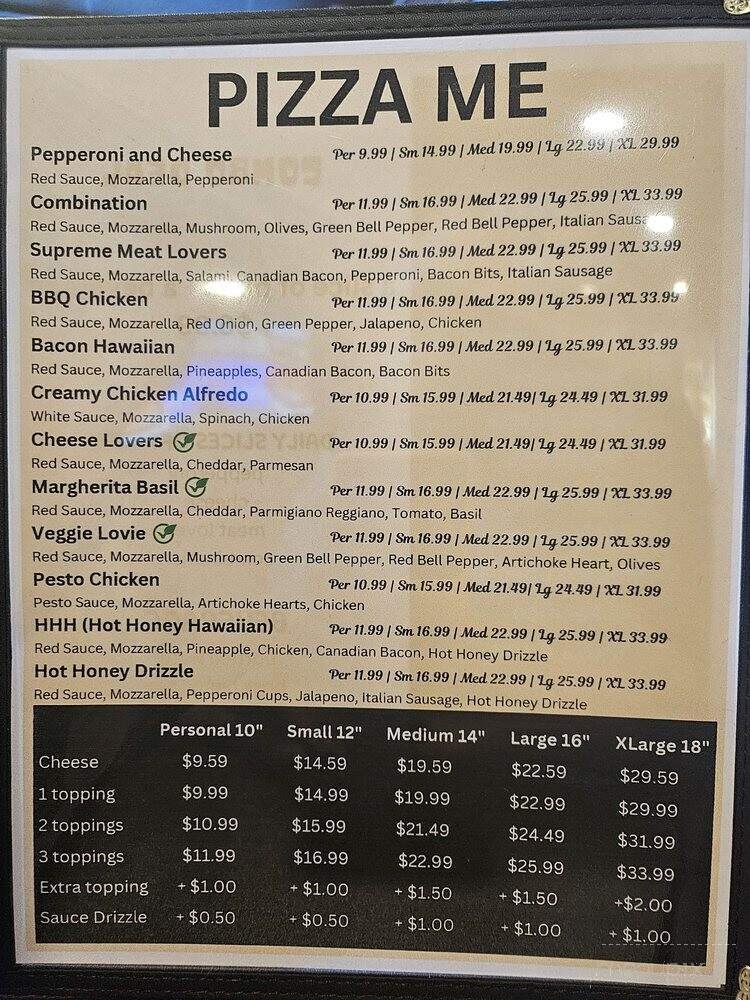 PIZZA ME
Pepperoni and Cheese Per 9.99 | Sm 14.99 | Med 19.99 | Lg 22.99 | XL 29.99
Red Sauce, Mozzarella, Pepperoni
Combination Per 11.99 | Sm 16.99 | Med 22.99 | Lg 25.99 | XL 33.99
Red Sauce, Mozzarella, Mushroom, Olives, Green Bell Pepper, Red Bell Pepper, Italian Sausa
Supreme Meat Lovers Per 11.99 | Sm 16.99 | Med 22.99 | Lg 25.99 | XL 33.99
Red Sauce, Mozzarella, Salami, Canadian Bacon, Pepperoni, Bacon Bits, Italian Sausage
BBQ Chicken Per 11.99 | Sm 16.99 | Med 22.99 | Lg 25.99 | XL 33.99
Red Sauce, Mozzarella, Red Onion, Green Pepper, Jalapeno, Chicken
Bacon Hawaiian Per 11.99 | Sm 16.99 | Med 22.99 | Lg 25.99 | XL 33.99
Red Sauce, Mozzarella, Pineapples, Canadian Bacon, Bacon Bits
Creamy Chicken Alfredo Per 10.99 | Sm 15.99 | Med 21.49| Lg 24.49 | XL 31.99
White Sauce, Mozzarella, Spinach, Chicken
Cheese Lovers Per 10.99 | Sm 15.99 | Med 21.49| Lg 24.49 | XL 31.99
Red Sauce, Mozzarella, Cheddar, Parmesan
Margherita Basil Per 11.99 | Sm 16.99 | Med 22.99 | Lg 25.99 | XL 33.99
Red Sauce, Mozzarella, Cheddar, Parmigiano Reggiano, Tomato, Basil
Veggie Lovie Per 11.99 | Sm 16.99 | Med 22.99 | Lg 25.99 | XL 33.99
Red Sauce, Mozzarella, Mushroom, Green Bell Pepper, Red Bell Pepper, Artichoke Heart, Olives
Pesto Chicken Per 10.99 | Sm 15.99 | Med 21.49| Lg 24.49 | XL 31.99
Pesto Sauce, Mozzarella, Artichoke Hearts, Chicken
HHH (Hot Honey Hawaiian) Per 11.99 | Sm 16.99 | Med 22.99 | Lg 25.99 | XL 33.99
Red Sauce, Mozzarella, Pineapple, Chicken, Canadian Bacon, Hot Honey Drizzle
Hot Honey Drizzle Per 11.99 | Sm 16.99 | Med 22.99 | Lg 25.99 | XL 33.99
Red Sauce, Mozzarella, Pepperoni Cups, Jalapeno, Italian Sausage, Hot Honey Drizzle
Personal 10" Small 12" Medium 14" Large 16" XLarge 18"
Cheese $9.59 $14.59 $19.59 $22.59 $29.59
1 topping $9.99 $14.99 $19.99 $22.99 $29.99
2 toppings $10.99 $15.99 $21.49 $24.49 $31.99
3 toppings $11.99 $16.99 $22.99 $25.99 $33.99
Extra topping + $1.00 + $1.00 + $1.50 + $1.50 +$2.00
Sauce Drizzle + $0.50 + $0.50 + $1.00 + $1.00 + $1.00